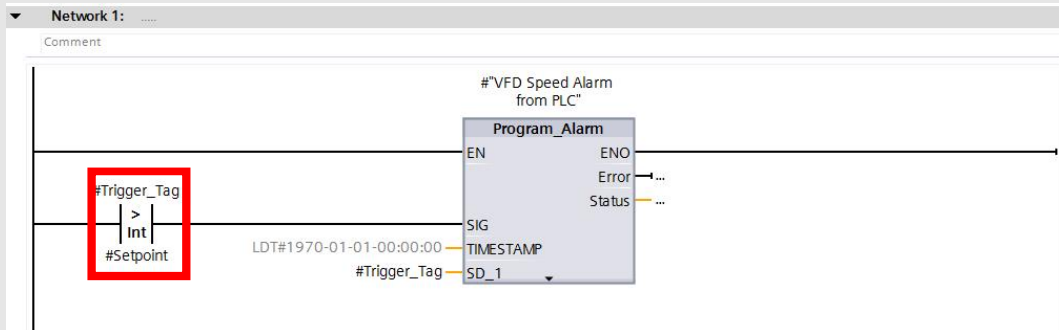 Network 1: .....
Comment
#"VFD Speed Alarm
from PLC"
Program_Alarm
EN ENO
Error ...
#Trigger_Tag
Status ...
>
SIG
Int
#Setpoint
LDT#1970-01-01-00:00:00 TIMESTAMP
#Trigger_Tag SD_1